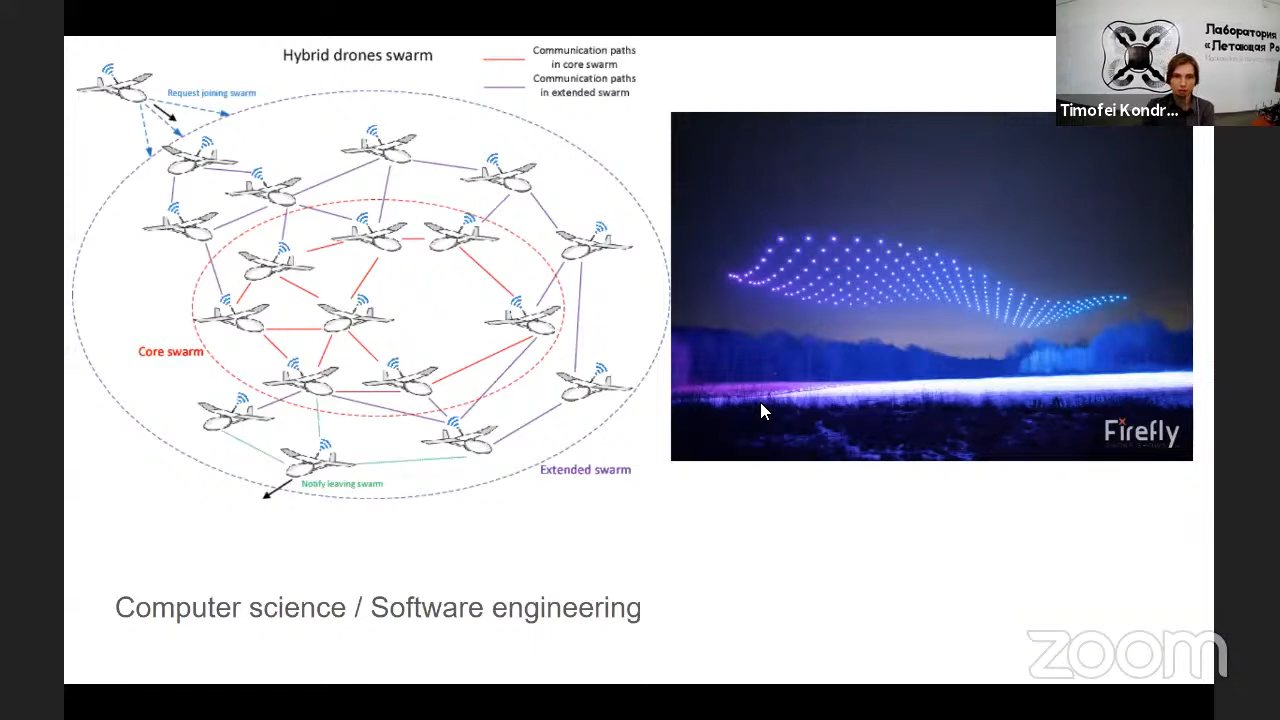 Hybrid drones swarm
Communication paths
in core swarm
Communication paths
in extended swarm
Request joining swarm
Core swarm
Extended swarm
Notify leaving swarm
Firefly
Лаборатория
«Летающая Ро
Timofei Kondr...
Computer science / Software engineering
zoom